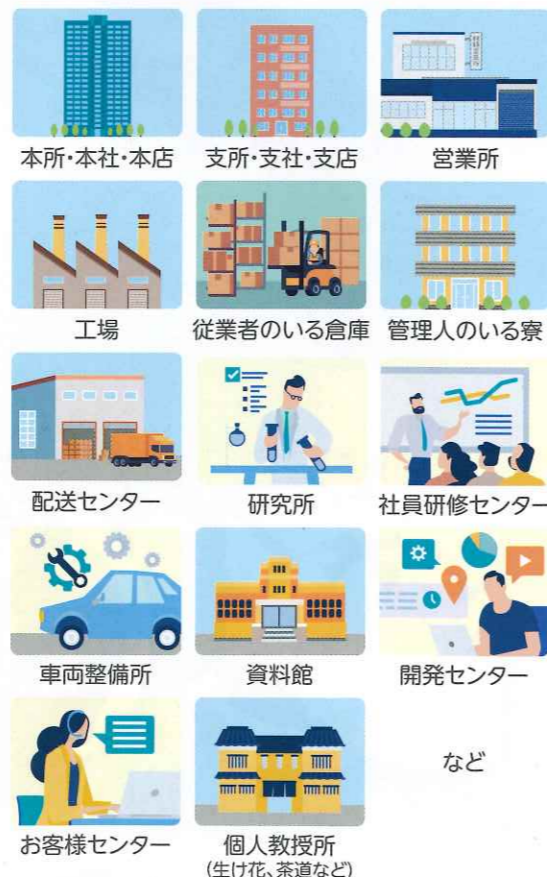 本所・本社・本店
支所・支社・支店
営業所
工場
従業者のいる倉庫
管理人のいる寮
配送センター
研究所
社員研修センター
車両整備所
資料館
開発センター
お客様センター
個人教授所
(生け花、茶道など)
など